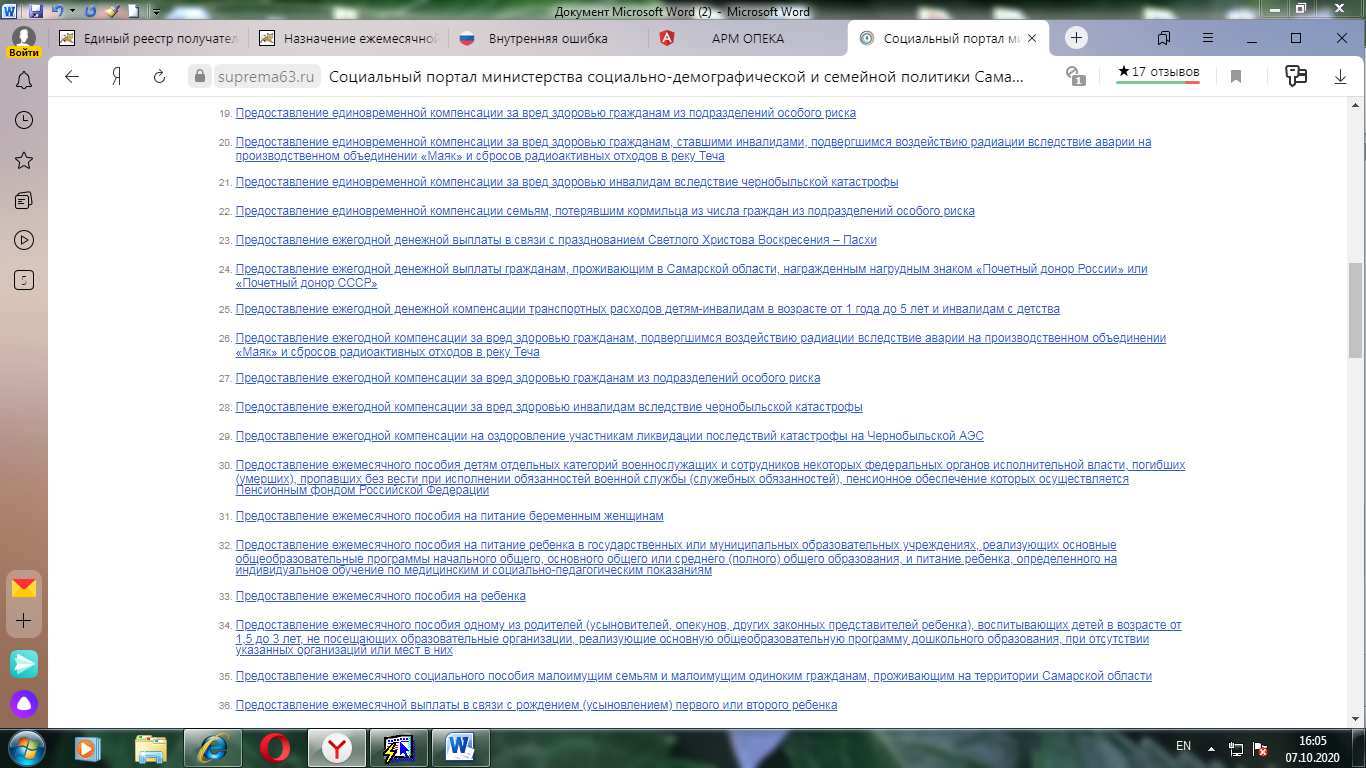 Документ Microsoft Word (2) - Microsoft Word
Войти
Единый реестр получател
Назначение ежемесячной
Внутренняя ошибка
АРМ ОПЕКА
Социальный портал ми
suprema63.ru
Социальный портал министерства социально-демографической и семейной политики Сама...
1
★17 отзывов
19. Предоставление единовременной компенсации за вред здоровью гражданам из подразделений особого риска
20. Предоставление единовременной компенсации за вред здоровью гражданам, ставшими инвалидами, подвергшимся воздействию радиации вследствие аварии на
производственном объединении «Маяк» и сбросов радиоактивных отходов в реку Теча
21. Предоставление единовременной компенсации за вред здоровью инвалидам вследствие чернобыльской катастрофы
22. Предоставление единовременной компенсации семьям, потерявшим кормильца из числа граждан из подразделений особого риска
23. Предоставление ежегодной денежной выплаты в связи с празднованием Светлого Христова Воскресения – Пасхи
24. Предоставление ежегодной денежной выплаты гражданам, проживающим в Самарской области, награжденным нагрудным знаком «Почетный донор России» или
«Почетный донор СССР»
25. Предоставление ежегодной денежной компенсации транспортных расходов детям-инвалидам в возрасте от 1 года до 5 лет и инвалидам с детства
26. Предоставление ежегодной компенсации за вред здоровью гражданам, подвергшимся воздействию радиации вследствие аварии на производственном объединении
«Маяк» и сбросов радиоактивных отходов в реку Теча
27. Предоставление ежегодной компенсации за вред здоровью гражданам из подразделений особого риска
28. Предоставление ежегодной компенсации за вред здоровью инвалидам вследствие чернобыльской катастрофы
29. Предоставление ежегодной компенсации на оздоровление участникам ликвидации последствий катастрофы на Чернобыльской АЭС
30. Предоставление ежемесячного пособия детям отдельных категорий военнослужащих и сотрудников некоторых федеральных органов исполнительной власти, погибших
(умерших), пропавших без вести при исполнении обязанностей военной службы (служебных обязанностей), пенсионное обеспечение которых осуществляется
Пенсионным фондом Российской Федерации
31. Предоставление ежемесячного пособия на питание беременным женщинам
32. Предоставление ежемесячного пособия на питание ребенка в государственных или муниципальных образовательных учреждениях, реализующих основные
общеобразовательные программы начального общего, основного общего или среднего (полного) общего образования, и питание ребенка, определенного на
индивидуальное обучение по медицинским и социально-педагогическим показаниям
33. Предоставление ежемесячного пособия на ребенка
34. Предоставление ежемесячного пособия одному из родителей (усыновителей, опекунов, других законных представителей ребенка), воспитывающих детей в возрасте от
1,5 до 3 лет, не посещающих образовательные организации, реализующие основную общеобразовательную программу дошкольного образования, при отсутствии
указанных организаций или мест в них
35. Предоставление ежемесячного социального пособия малоимущим семьям и малоимущим одиноким гражданам, проживающим на территории Самарской области
36. Предоставление ежемесячной выплаты в связи с рождением (усыновлением) первого или второго ребенка
5
EN
16:05
07.10.2020